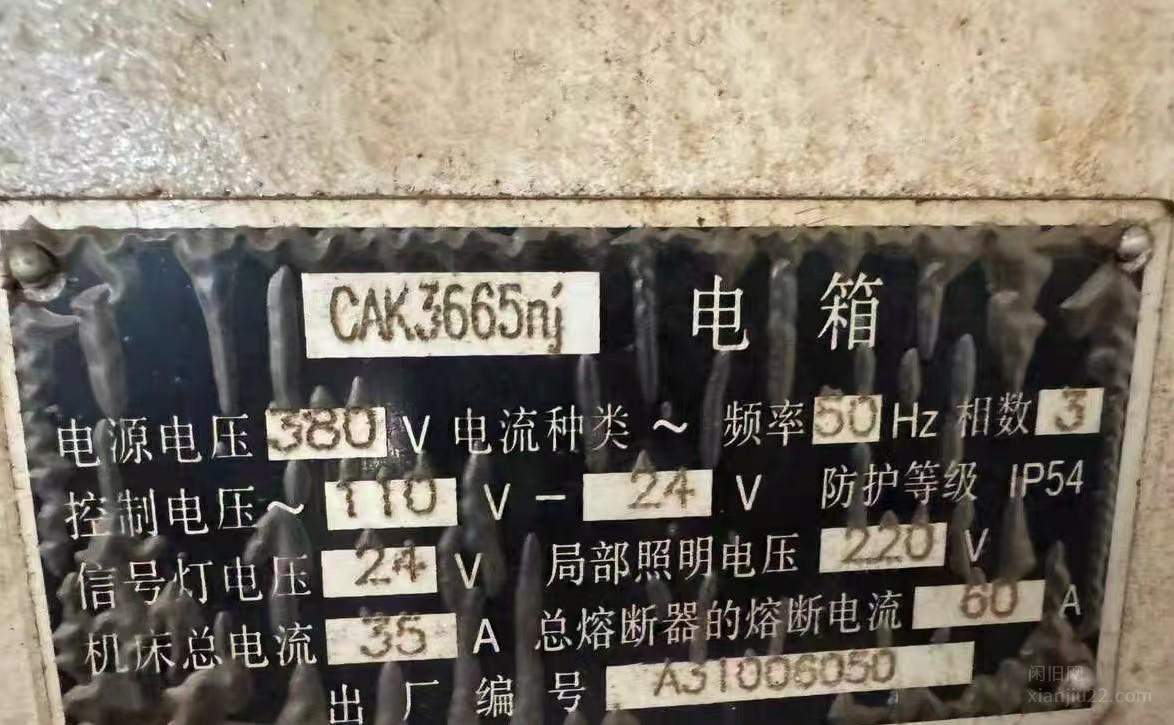 CAK3665nj 电箱
电源电压 380 V 电流种类 ~ 频率 50 Hz 相数 3
控制电压~ 110 V - 24 V 防护等级 IP54
信号灯电压 24 V 局部照明电压 220 V
机床总电流 35 A 总熔断器的熔断电流 60 A
出厂编号 A31006050
闲旧网
xianjiu22.com